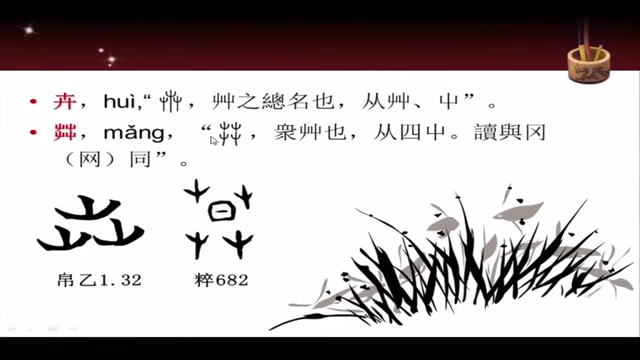 • 卉，huì,“芔，艸之總名也，从艸、屮”。
• 茻，mǎng，“茻，衆艸也，从四屮。讀與冈
（网）同”。
帛乙1.32 粹682